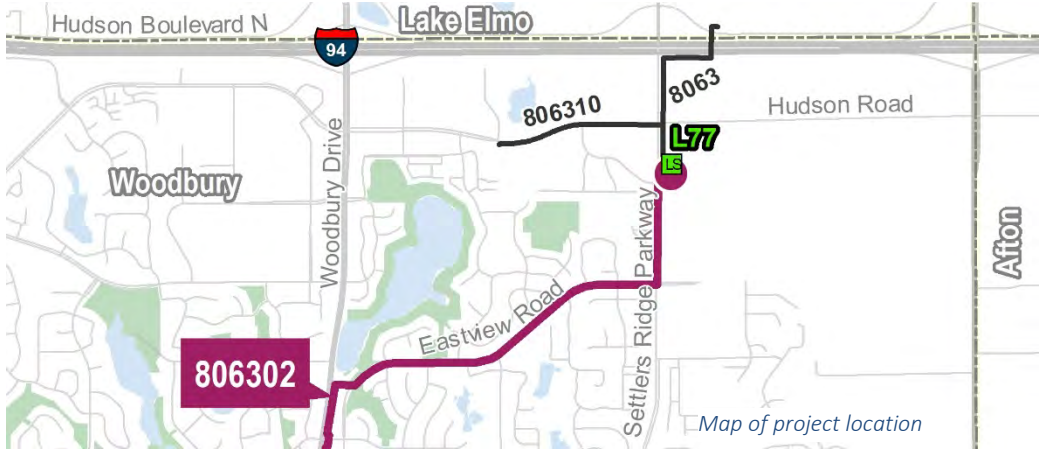 Hudson Boulevard N
Lake Elmo
94
8063
806310
Hudson Road
L77
LS
Woodbury
Woodbury Drive
Settlers Ridge Parkway
Afton
Eastview Road
806302
Map of project location